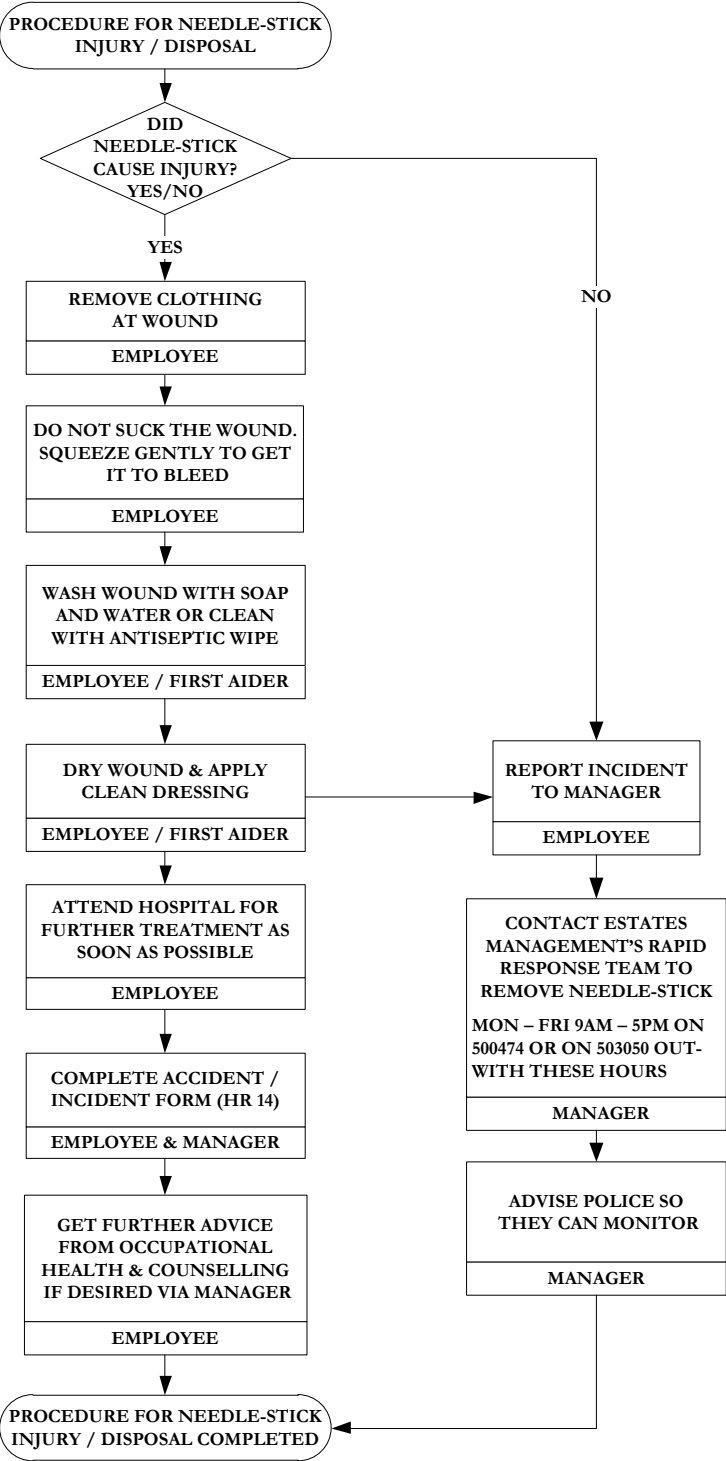 PROCEDURE FOR NEEDLE-STICK
INJURY / DISPOSAL
DID
NEEDLE-STICK
CAUSE INJURY?
YES/NO
YES
NO
REMOVE CLOTHING
AT WOUND
EMPLOYEE
DO NOT SUCK THE WOUND.
SQUEEZE GENTLY TO GET
IT TO BLEED
EMPLOYEE
WASH WOUND WITH SOAP
AND WATER OR CLEAN
WITH ANTISEPTIC WIPE
EMPLOYEE / FIRST AIDER
DRY WOUND & APPLY
CLEAN DRESSING
EMPLOYEE / FIRST AIDER
ATTEND HOSPITAL FOR
FURTHER TREATMENT AS
SOON AS POSSIBLE
EMPLOYEE
COMPLETE ACCIDENT /
INCIDENT FORM (HR 14)
EMPLOYEE & MANAGER
GET FURTHER ADVICE
FROM OCCUPATIONAL
HEALTH & COUNSELLING
IF DESIRED VIA MANAGER
EMPLOYEE
REPORT INCIDENT
TO MANAGER
EMPLOYEE
CONTACT ESTATES
MANAGEMENT'S RAPID
RESPONSE TEAM TO
REMOVE NEEDLE-STICK
MON – FRI 9AM – 5PM ON
500474 OR ON 503050 OUT-
WITH THESE HOURS
MANAGER
ADVISE POLICE SO
THEY CAN MONITOR
MANAGER
PROCEDURE FOR NEEDLE-STICK
INJURY / DISPOSAL COMPLETED